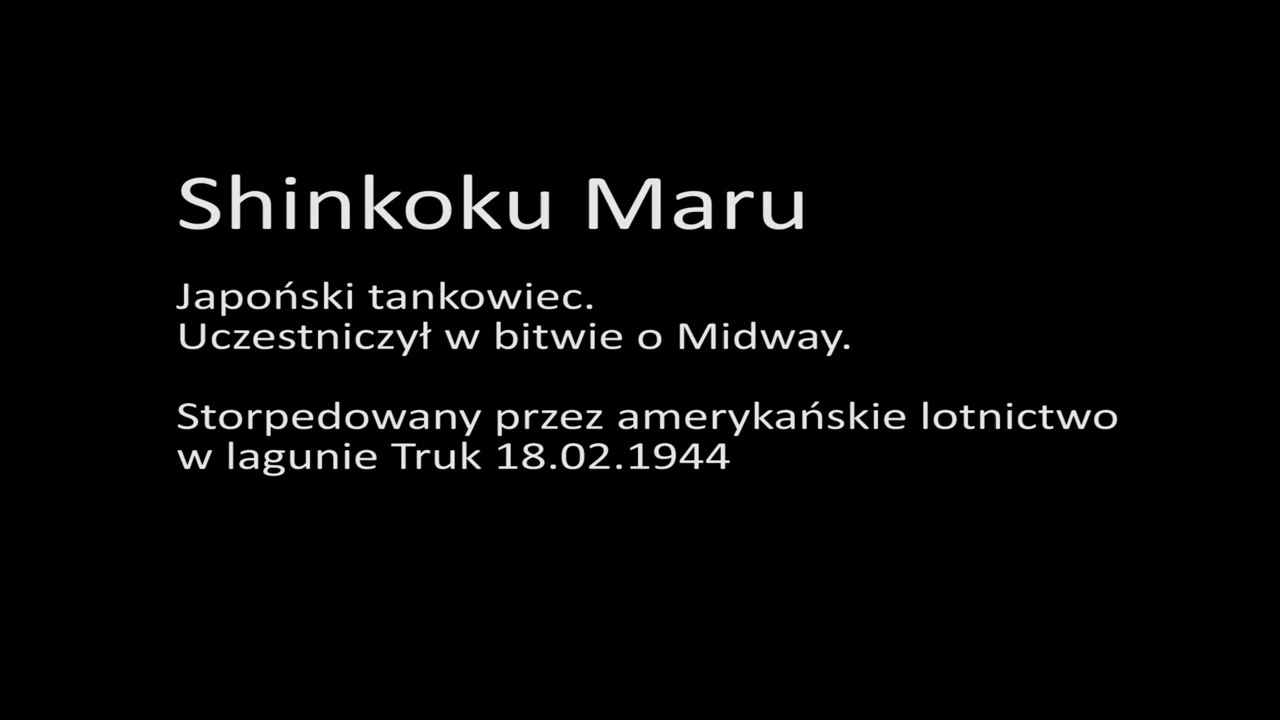 Shinkoku Maru
Japoński tankowiec.
Uczestniczył w bitwie o Midway.
Storpedowany przez amerykańskie lotnictwo
w lagunie Truk 18.02.1944